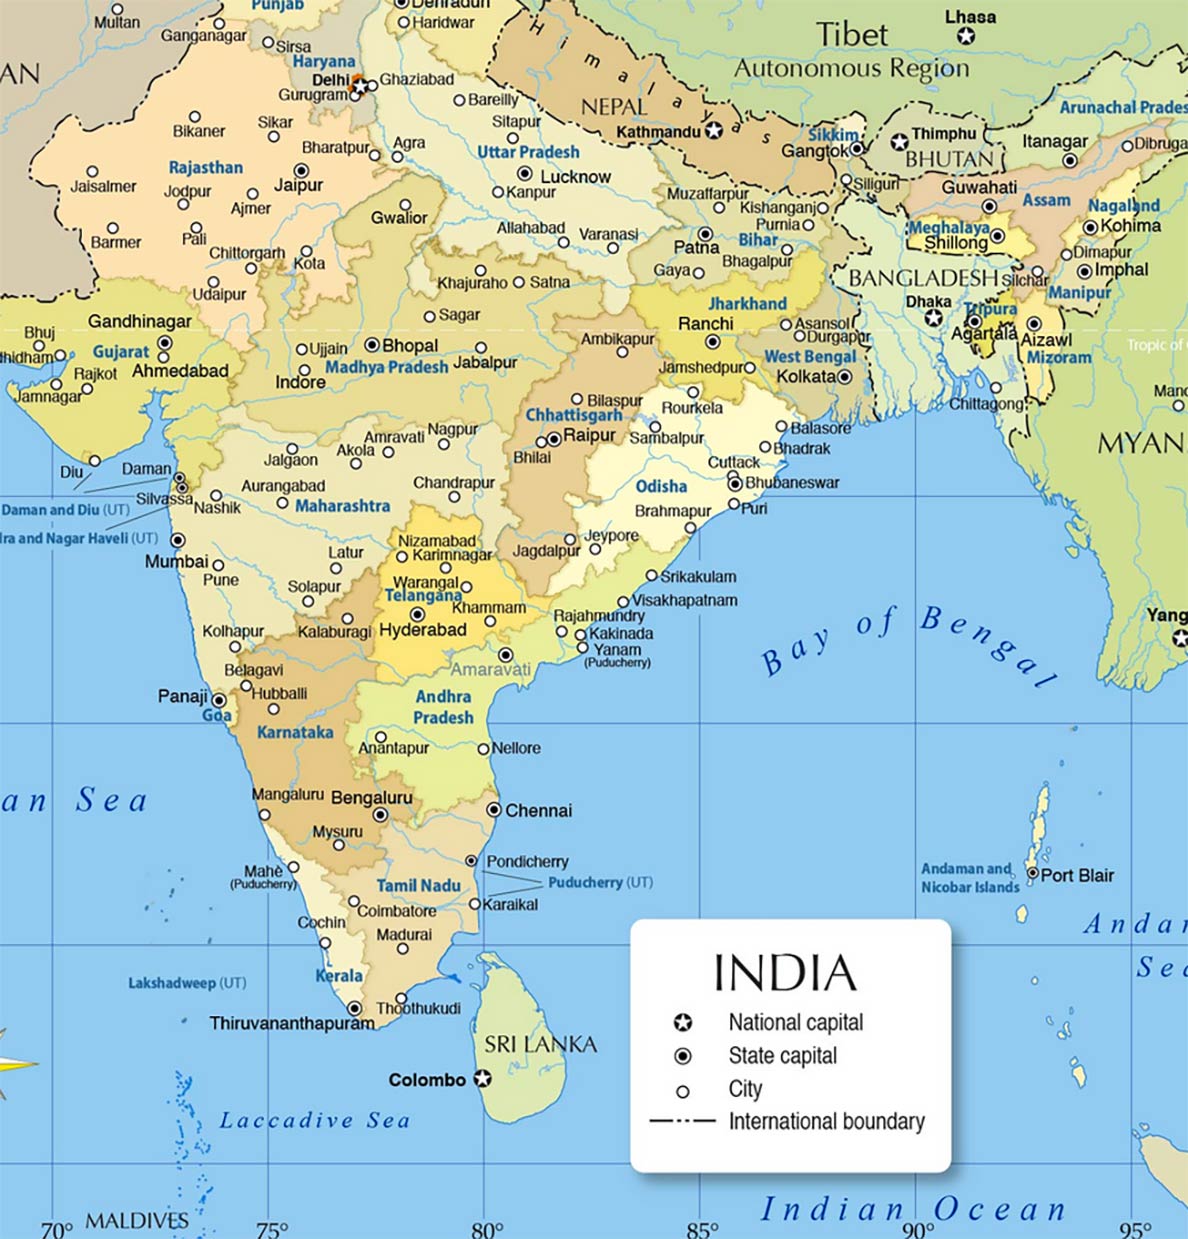 Punjab
Dehradun
Multan
Ganganagar
Haridwar
Sirsa
Haryana
Lhasa
Tibet
Autonomous Region
AN
Delhi
Ghaziabad
Gurugram
Bareilly
Himalayas
NEPAL
Kathmandu
Arunachal Prades
Bikaner
Sikar
Bharatpur
Agra
Sitapur
Uttar Pradesh
Sikkim
Gangtok
Thimphu
BHUTAN
Itanagar
Dibruga
Rajasthan
Jaisalmer
Jodpur
Jaipur
Ajmer
Lucknow
Kanpur
Muzaffarpur
Kishanganj
Siliguri
Guwahati
Assam
Nagaland
Barmer
Pali
Chittorgarh
Kota
Gwalior
Allahabad
Varanasi
Purnia
Patna
Bihar
Bhagalpur
Gaya
Meghalaya
Shillong
Kohima
Dimapur
Imphal
Udaipur
Khajuraho
Satna
BANGLADESH
Silchar
Manipur
Dhaka
Tripura
Agartala
Aizawl
Mizoram
Gandhinagar
Bhuj
dhidham
Gujarat
Ahmedabad
Rajkot
Jamnagar
Sagar
Ujjain
Bhopal
Madhya Pradesh
Jabalpur
Indore
Ambikapur
Jharkhand
Ranchi
Asansol
Durgapur
West Bengal
Jamshedpur
Kolkata
Tropic of
Mand
Chittagong
Bilaspur
Chhattisgarh
Raipur
Bhilai
Rourkela
Sambalpur
Balasore
Bhadrak
MYAN
Diu
Daman
Silvassa
Daman and Diu (UT)
ra and Nagar Haveli (UT)
Jalgaon
Akola
Amravati
Nagpur
Aurangabad
Nashik
Maharashtra
Chandrapur
Cuttack
Odisha
Bhubaneswar
Puri
Brahmapur
Jeypore
Jagdalpur
Mumbai
Pune
Latur
Solapur
Nizamabad
Karimnagar
Warangal
Telangana
Khammam
Hyderabad
Srikakulam
Visakhapatnam
Rajahmundry
Kakinada
Yanam
(Puducherry)
Bay of Bengal
Yang
Kolhapur
Kalaburagi
Belagavi
Hubballi
Amaravati
Panaji
Goa
Karnataka
Andhra
Pradesh
Anantapur
Nellore
an Sea
Mangaluru
Bengaluru
Chennai
Mysuru
Mahè
(Puducherry)
Pondicherry
Tamil Nadu
Puducherry (UT)
Karaikal
Coimbatore
Cochin
Madurai
Andaman and
Nicobar Islands
Port Blair
Andar
Sea
Lakshadweep (UT)
Kerala
Thoothukudi
Thiruvananthapuram
SRI LANKA
Colombo
Laccadive Sea
INDIA
National capital
State capital
City
International boundary
Indian Ocean
MALDIVES
70°
75°
80°
85°
90°
95°